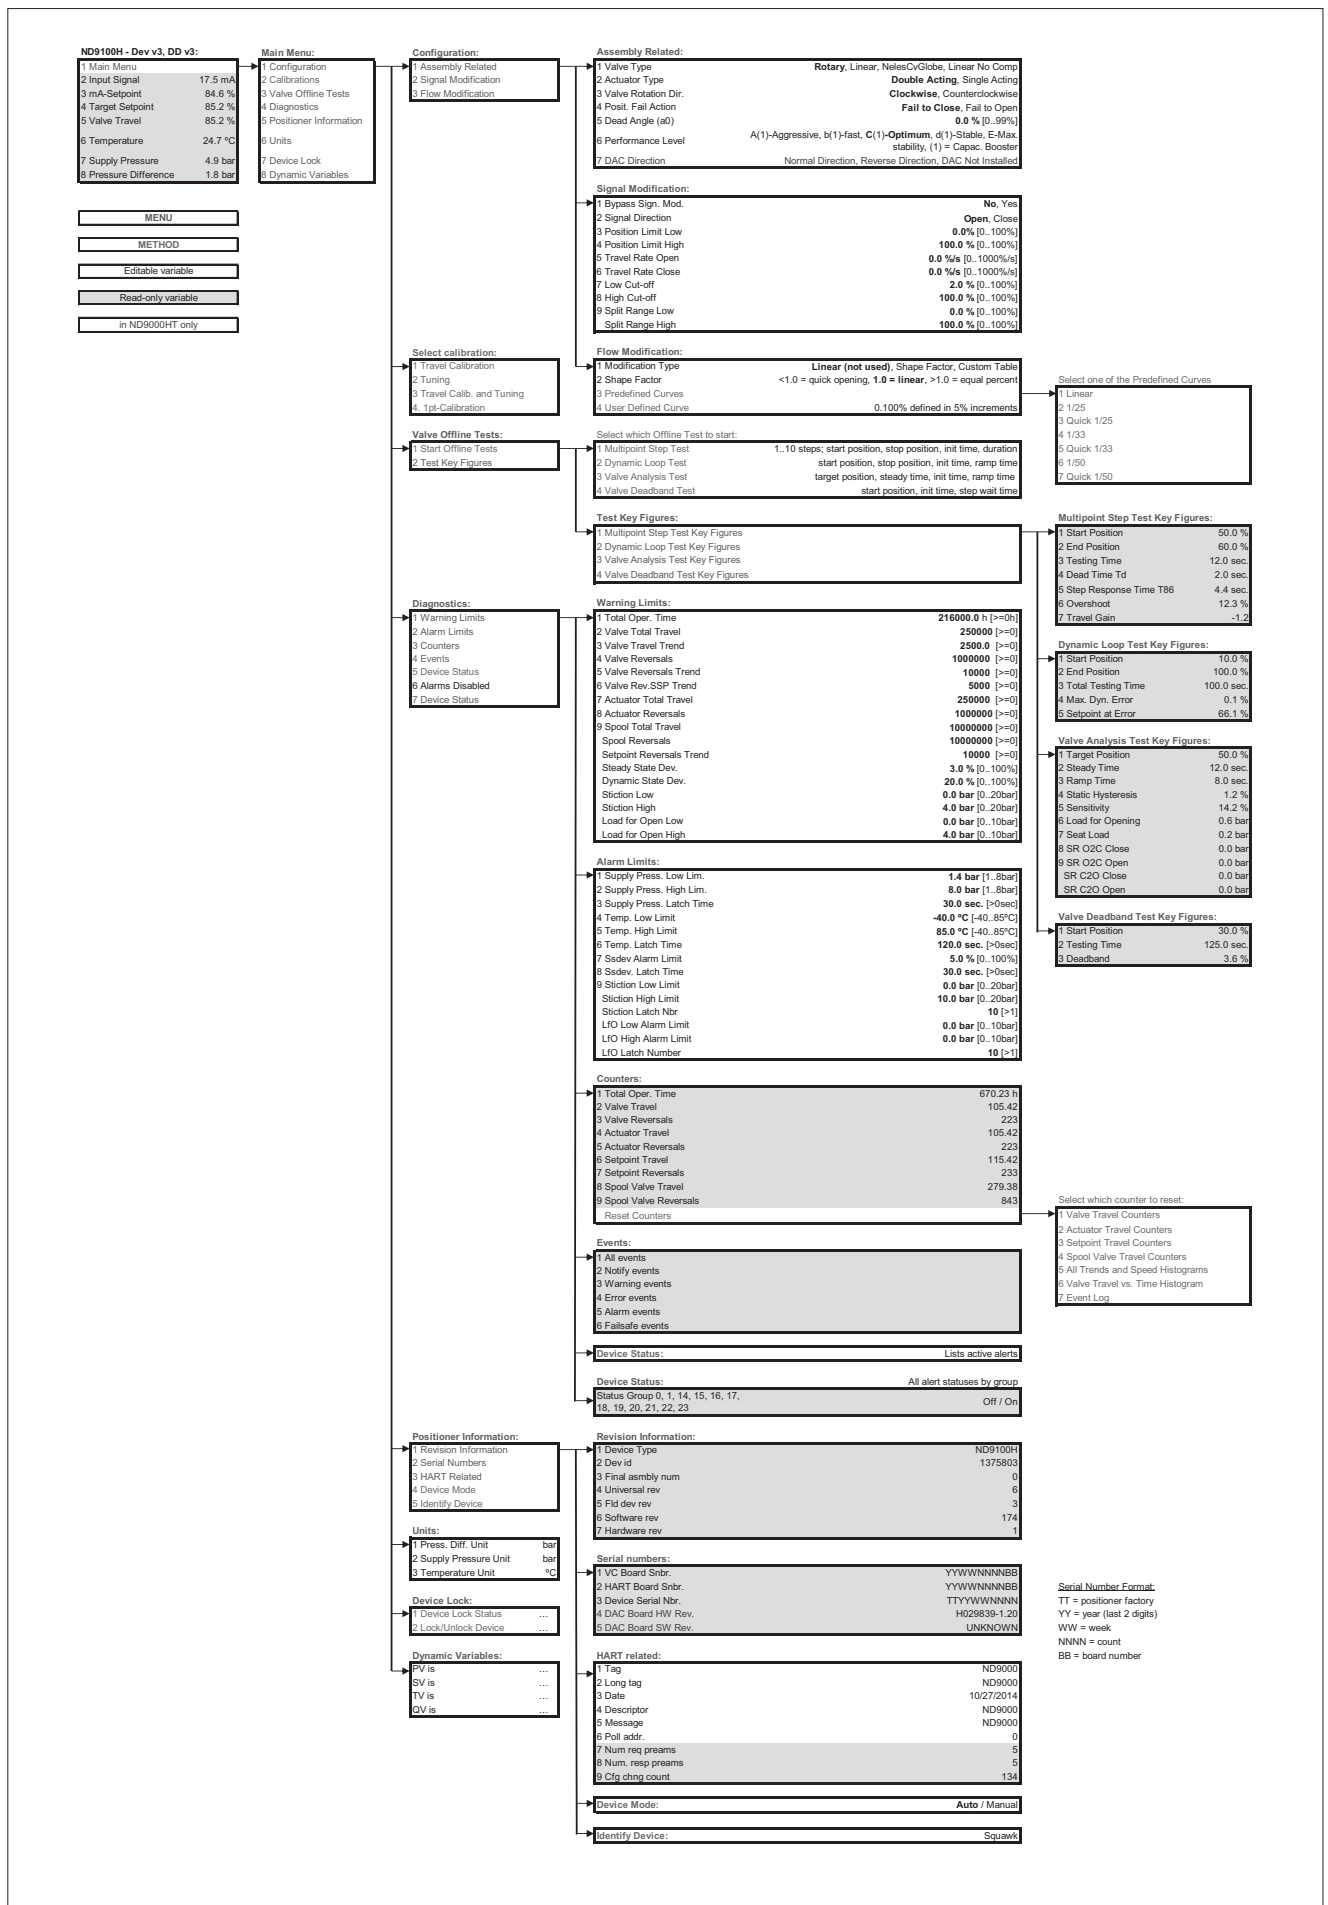 ND9100H - Dev v3, DD v3:
1 Main Menu
2 Input Signal 17.5 mA
3 mA-Setpoint 84.6 %
4 Target Setpoint 85.2 %
5 Valve Travel 85.2 %
6 Temperature 24.7 ºC
7 Supply Pressure 4.9 bar
8 Pressure Difference 1.8 bar
MENU
METHOD
Editable variable
Read-only variable
in ND9000HT only
Main Menu:
1 Configuration
2 Calibrations
3 Valve Offline Tests
4 Diagnostics
5 Positioner Information
6 Units
7 Device Lock
8 Dynamic Variables
Configuration:
1 Assembly Related
2 Signal Modification
3 Flow Modification
Assembly Related:
1 Valve Type Rotary, Linear, NelesCvGlobe, Linear No Comp
2 Actuator Type Double Acting, Single Acting
3 Valve Rotation Dir. Clockwise, Counterclockwise
4 Posit. Fail Action Fail to Close, Fail to Open
5 Dead Angle (a0) 0.0 % [0..99%]
6 Performance Level A(1)-Aggressive, b(1)-fast, C(1)-Optimum, d(1)-Stable, E-Max.
stability, (1) = Capac. Booster
7 DAC Direction Normal Direction, Reverse Direction, DAC Not Installed
Signal Modification:
1 Bypass Sign. Mod. No, Yes
2 Signal Direction Open, Close
3 Position Limit Low 0.0% [0..100%]
4 Position Limit High 100.0 % [0..100%]
5 Travel Rate Open 0.0 %/s [0..1000%/s]
6 Travel Rate Close 0.0 %/s [0..1000%/s]
7 Low Cut-off 2.0 % [0..100%]
8 High Cut-off 100.0 % [0..100%]
9 Split Range Low 0.0 % [0..100%]
Split Range High 100.0 % [0..100%]
Select calibration:
1 Travel Calibration
2 Tuning
3 Travel Calib. and Tuning
4. 1pt-Calibration
Flow Modification:
1 Modification Type Linear (not used), Shape Factor, Custom Table
2 Shape Factor <1.0 = quick opening, 1.0 = linear, >1.0 = equal percent
3 Predefined Curves
4 User Defined Curve 0.100% defined in 5% increments
Select one of the Predefined Curves
1 Linear
2 1/25
3 Quick 1/25
4 1/33
5 Quick 1/33
6 1/50
7 Quick 1/50
Valve Offline Tests:
1 Start Offline Tests
2 Test Key Figures
Select which Offline Test to start:
1 Multipoint Step Test 1..10 steps; start position, stop position, init time, duration
2 Dynamic Loop Test start position, stop position, init time, ramp time
3 Valve Analysis Test target position, steady time, init time, ramp time
4 Valve Deadband Test start position, init time, step wait time
Test Key Figures:
1 Multipoint Step Test Key Figures
2 Dynamic Loop Test Key Figures
3 Valve Analysis Test Key Figures
4 Valve Deadband Test Key Figures
Multipoint Step Test Key Figures:
1 Start Position 50.0 %
2 End Position 60.0 %
3 Testing Time 12.0 sec.
4 Dead Time Td 2.0 sec.
5 Step Response Time T86 4.4 sec.
6 Overshoot 12.3 %
7 Travel Gain -1.2
Dynamic Loop Test Key Figures:
1 Start Position 10.0 %
2 End Position 100.0 %
3 Total Testing Time 100.0 sec.
4 Max. Dyn. Error 0.1 %
5 Setpoint at Error 66.1 %
Valve Analysis Test Key Figures:
1 Target Position 50.0 %
2 Steady Time 12.0 sec.
3 Ramp Time 8.0 sec.
4 Static Hysteresis 1.2 %
5 Sensitivity 14.2 %
6 Load for Opening 0.6 bar
7 Seat Load 0.2 bar
8 SR O2C Close 0.0 bar
9 SR O2C Open 0.0 bar
SR C2O Close 0.0 bar
SR C2O Open 0.0 bar
Valve Deadband Test Key Figures:
1 Start Position 30.0 %
2 Testing Time 125.0 sec.
3 Deadband 3.6 %
Diagnostics:
1 Warning Limits
2 Alarm Limits
3 Counters
4 Events
5 Device Status
6 Alarms Disabled
7 Device Status
Warning Limits:
1 Total Oper. Time 216000.0 h [>=0h]
2 Valve Total Travel 250000 [>=0]
3 Valve Travel Trend 2500.0 [>=0]
4 Valve Reversals 1000000 [>=0]
5 Valve Reversals Trend 10000 [>=0]
6 Valve Rev.SSP Trend 5000 [>=0]
7 Actuator Total Travel 250000 [>=0]
8 Actuator Reversals 1000000 [>=0]
9 Spool Total Travel 10000000 [>=0]
Spool Reversals 10000000 [>=0]
Setpoint Reversals Trend 10000 [>=0]
Steady State Dev. 3.0 % [0..100%]
Dynamic State Dev. 20.0 % [0..100%]
Stiction Low 0.0 bar [0..20bar]
Stiction High 4.0 bar [0..20bar]
Load for Open Low 0.0 bar [0..10bar]
Load for Open High 4.0 bar [0..10bar]
Alarm Limits:
1 Supply Press. Low Lim. 1.4 bar [1..8bar]
2 Supply Press. High Lim. 8.0 bar [1..8bar]
3 Supply Press. Latch Time 30.0 sec. [>0sec]
4 Temp. Low Limit -40.0 ºC [-40..85ºC]
5 Temp. High Limit 85.0 ºC [-40..85ºC]
6 Temp. Latch Time 120.0 sec. [>0sec]
7 Ssdev Alarm Limit 5.0 % [0..100%]
8 Ssdev. Latch Time 30.0 sec. [>0sec]
9 Stiction Low Limit 0.0 bar [0..20bar]
Stiction High Limit 10.0 bar [0..20bar]
Stiction Latch Nbr 10 [>1]
LfO Low Alarm Limit 0.0 bar [0..10bar]
LfO High Alarm Limit 0.0 bar [0..10bar]
LfO Latch Number 10 [>1]
Counters:
1 Total Oper. Time 670.23 h
2 Valve Travel 105.42
3 Valve Reversals 223
4 Actuator Travel 105.42
5 Actuator Reversals 223
6 Setpoint Travel 115.42
7 Setpoint Reversals 233
8 Spool Valve Travel 279.38
9 Spool Valve Reversals 843
Reset Counters
Select which counter to reset:
1 Valve Travel Counters
2 Actuator Travel Counters
3 Setpoint Travel Counters
4 Spool Valve Travel Counters
5 All Trends and Speed Histograms
6 Valve Travel vs. Time Histogram
7 Event Log
Events:
1 All events
2 Notify events
3 Warning events
4 Error events
5 Alarm events
6 Failsafe events
Device Status: Lists active alerts
Device Status: All alert statuses by group
Status Group 0, 1, 14, 15, 16, 17,
18, 19, 20, 21, 22, 23 Off / On
Positioner Information:
1 Revision Information
2 Serial Numbers
3 HART Related
4 Device Mode
5 Identify Device
Revision Information:
1 Device Type ND9100H
2 Dev id 1375803
3 Final asmbly num 0
4 Universal rev 6
5 Fld dev rev 3
6 Software rev 174
7 Hardware rev 1
Units:
1 Press. Diff. Unit bar
2 Supply Pressure Unit bar
3 Temperature Unit ºC
Device Lock:
1 Device Lock Status ...
2 Lock/Unlock Device ...
Dynamic Variables:
PV is ...
SV is ...
TV is ...
QV is ...
Serial numbers:
1 VC Board Snbr. YYWWNNNNBB
2 HART Board Snbr. YYWWNNNNBB
3 Device Serial Nbr. TTYYWWNNNN
4 DAC Board HW Rev. H029839-1.20
5 DAC Board SW Rev. UNKNOWN
Serial Number Format:
TT = positioner factory
YY = year (last 2 digits)
WW = week
NNNN = count
BB = board number
HART related:
1 Tag ND9000
2 Long tag ND9000
3 Date 10/27/2014
4 Descriptor ND9000
5 Message ND9000
6 Poll addr. 0
7 Num req preams 5
8 Num. resp preams 5
9 Cfg chng count 134
Device Mode: Auto / Manual
Identify Device: Squawk